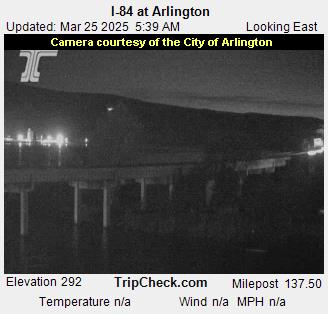 I-84 at Arlington
Updated: Mar 25 2025 5:39 AM Looking East
Camera courtesy of the City of Arlington
Elevation 292 TripCheck.com Milepost 137.50
Temperature n/a Wind n/a MPH n/a